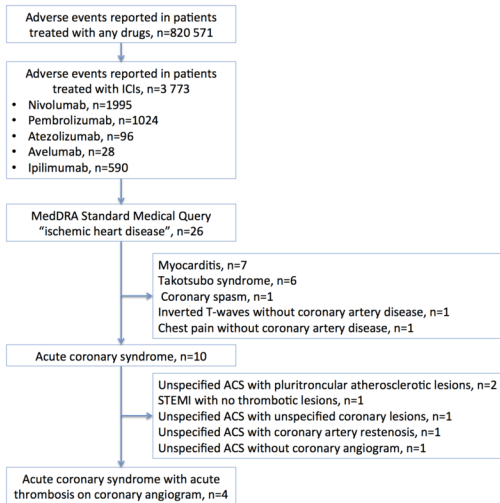 Adverse events reported in patients
treated with any drugs, n=820 571
Adverse events reported in patients
treated with ICIs, n=3 773
• Nivolumab, n=1995
• Pembrolizumab, n=1024
• Atezolizumab, n=96
• Avelumab, n=28
• Ipilimumab, n=590
MedDRA Standard Medical Query
“ischemic heart disease”, n=26
Myocarditis, n=7
Takotsubo syndrome, n=6
Coronary spasm, n=1
Inverted T-waves without coronary artery disease, n=1
Chest pain without coronary artery disease, n=1
Acute coronary syndrome, n=10
Unspecified ACS with pluritroncular atherosclerotic lesions, n=2
STEMI with no thrombotic lesions, n=1
Unspecified ACS with unspecified coronary lesions, n=1
Unspecified ACS with coronary artery restenosis, n=1
Unspecified ACS without coronary angiogram, n=1
Acute coronary syndrome with acute
thrombosis on coronary angiogram, n=4